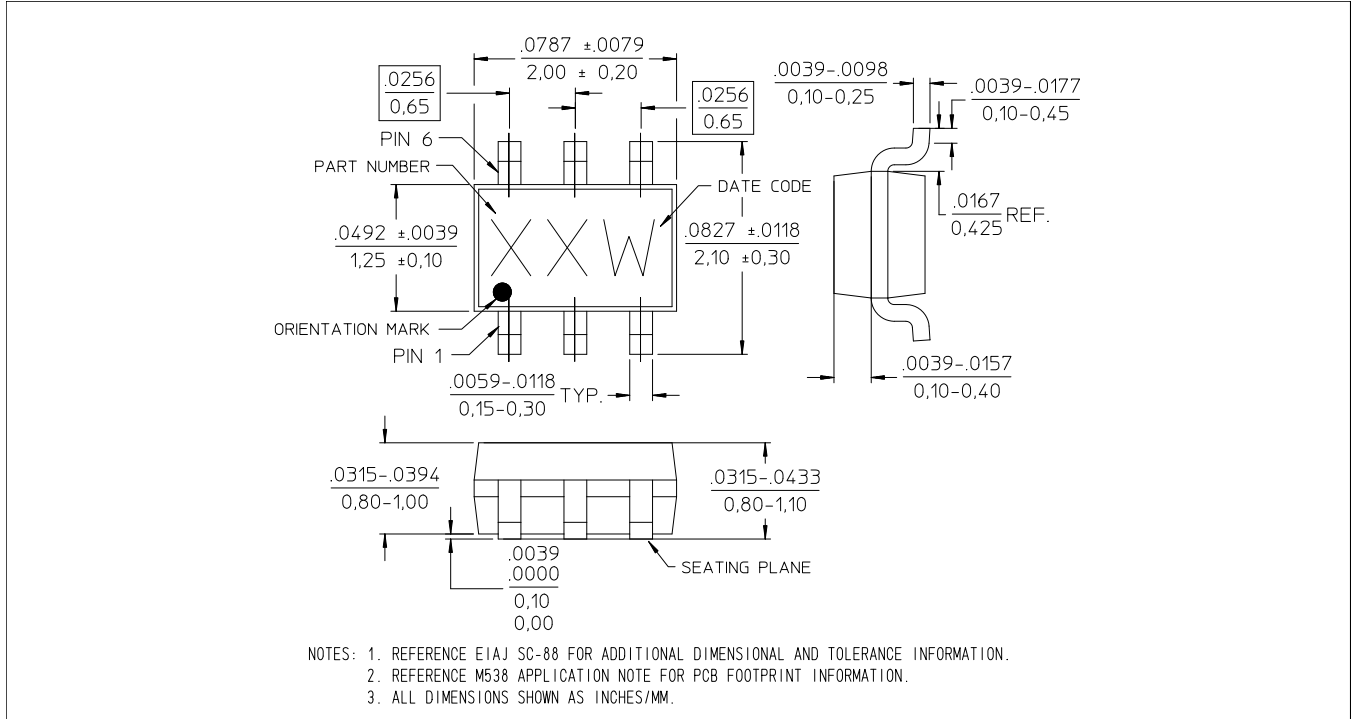 .0787 ±.0079
2,00 ± 0,20
.0256
0,65
.0256
0.65
.0039-.0098
0,10-0,25
.0039-.0177
0,10-0,45
PIN 6
PART NUMBER
DATE CODE
.0167
0,425
REF.
.0492 ±.0039
1,25 ±0,10
XXW
.0827 ±.0118
2,10 ±0,30
ORIENTATION MARK
PIN 1
.0059-.0118
0,15-0,30
TYP.
.0039-.0157
0,10-0,40
.0315-.0394
0,80-1,00
.0315-.0433
0,80-1,10
.0039
.0000
0,10
0,00
SEATING PLANE
NOTES: 1. REFERENCE EIAJ SC-88 FOR ADDITIONAL DIMENSIONAL AND TOLERANCE INFORMATION.
2. REFERENCE M538 APPLICATION NOTE FOR PCB FOOTPRINT INFORMATION.
3. ALL DIMENSIONS SHOWN AS INCHES/MM.